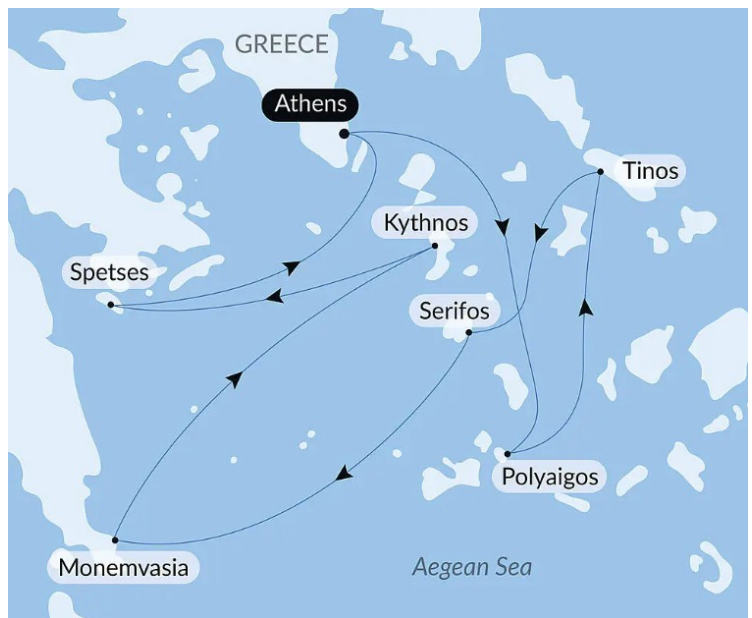 GREECE
Athens
Tinos
Kythnos
Spetses
Serifos
Polyaigos
Monemvasia
Aegean Sea